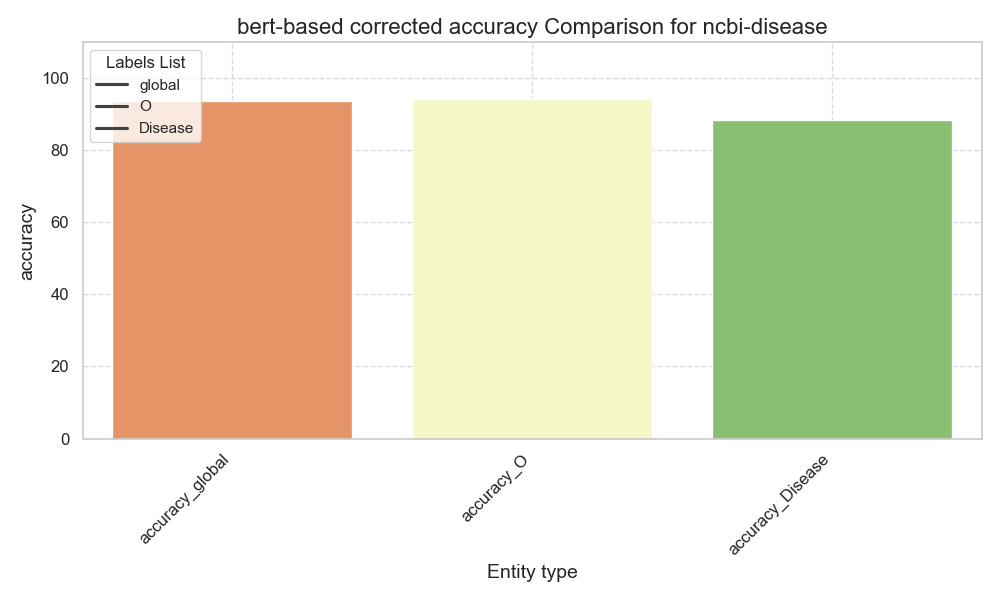 bert-based corrected accuracy Comparison for ncbi-disease
Labels List
global
O
Disease
accuracy
100
80
60
40
20
0
accuracy_global
accuracy_O
accuracy_Disease
Entity type